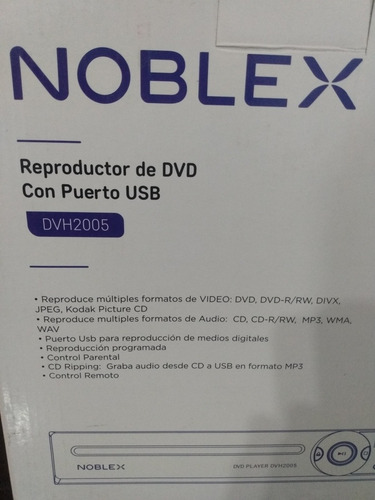 NOBLEX
Reproductor de DVD
Con Puerto USB
DVH2005
• Reproduce múltiples formatos de VIDEO: DVD, DVD-R/RW, DIVX,
JPEG, Kodak Picture CD
• Reproduce multiples formatos de Audio: CD, CD-R/RW, MP3, WMA,
WAV
• Puerto Usb para reproducción de medios digitales
• Reproducción programada
• Control Parental
• CD Ripping: Graba audio desde CD a USB en formato MP3
• Control Remoto
NOBLEX
DVD PLAYER DVH2005